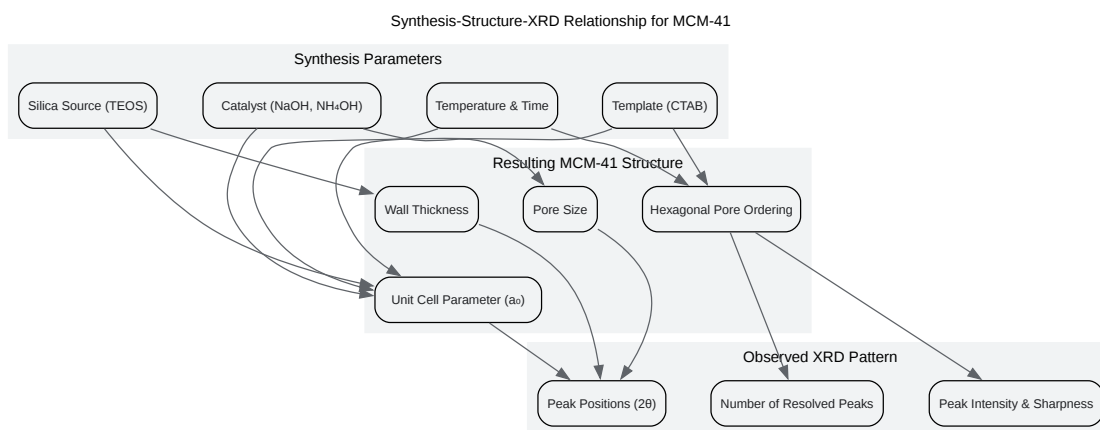 Synthesis-Structure-XRD Relationship for MCM-41
Synthesis Parameters
Silica Source (TEOS)
Catalyst (NaOH, NH₄OH)
Temperature & Time
Template (CTAB)
Resulting MCM-41 Structure
Wall Thickness
Pore Size
Hexagonal Pore Ordering
Unit Cell Parameter (a₀)
Observed XRD Pattern
Peak Positions (2θ)
Number of Resolved Peaks
Peak Intensity & Sharpness